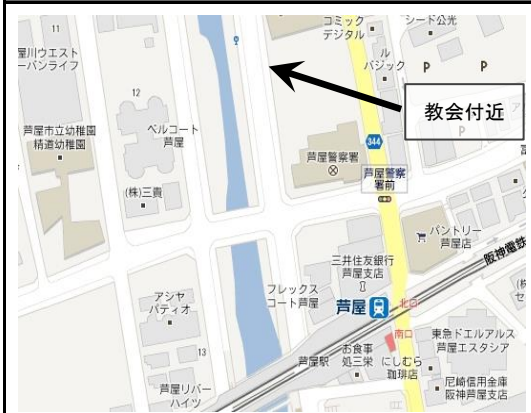 11
屋川ウエスト
ーバンライフ
12
芦屋市立幼稚園
精道幼稚園
ベルコート
芦屋
(株)三貴
コミック
デジタル
シード公光
ル
パジック
P
P
P
教会付近
344
芦屋警察署
芦屋警察
署前
パントリー
芦屋店
三井住友銀行
芦屋支店
阪神電鉄
フレックス
コート芦屋
芦屋
北口
南口
アシヤ
パティオ
13
芦屋駅
お食事
処三栄
にしむら
珈琲店
東急ドエルアルス
芦屋エスタシア
芦屋リバー
ハイツ
尼崎信用金庫
阪神芦屋支店